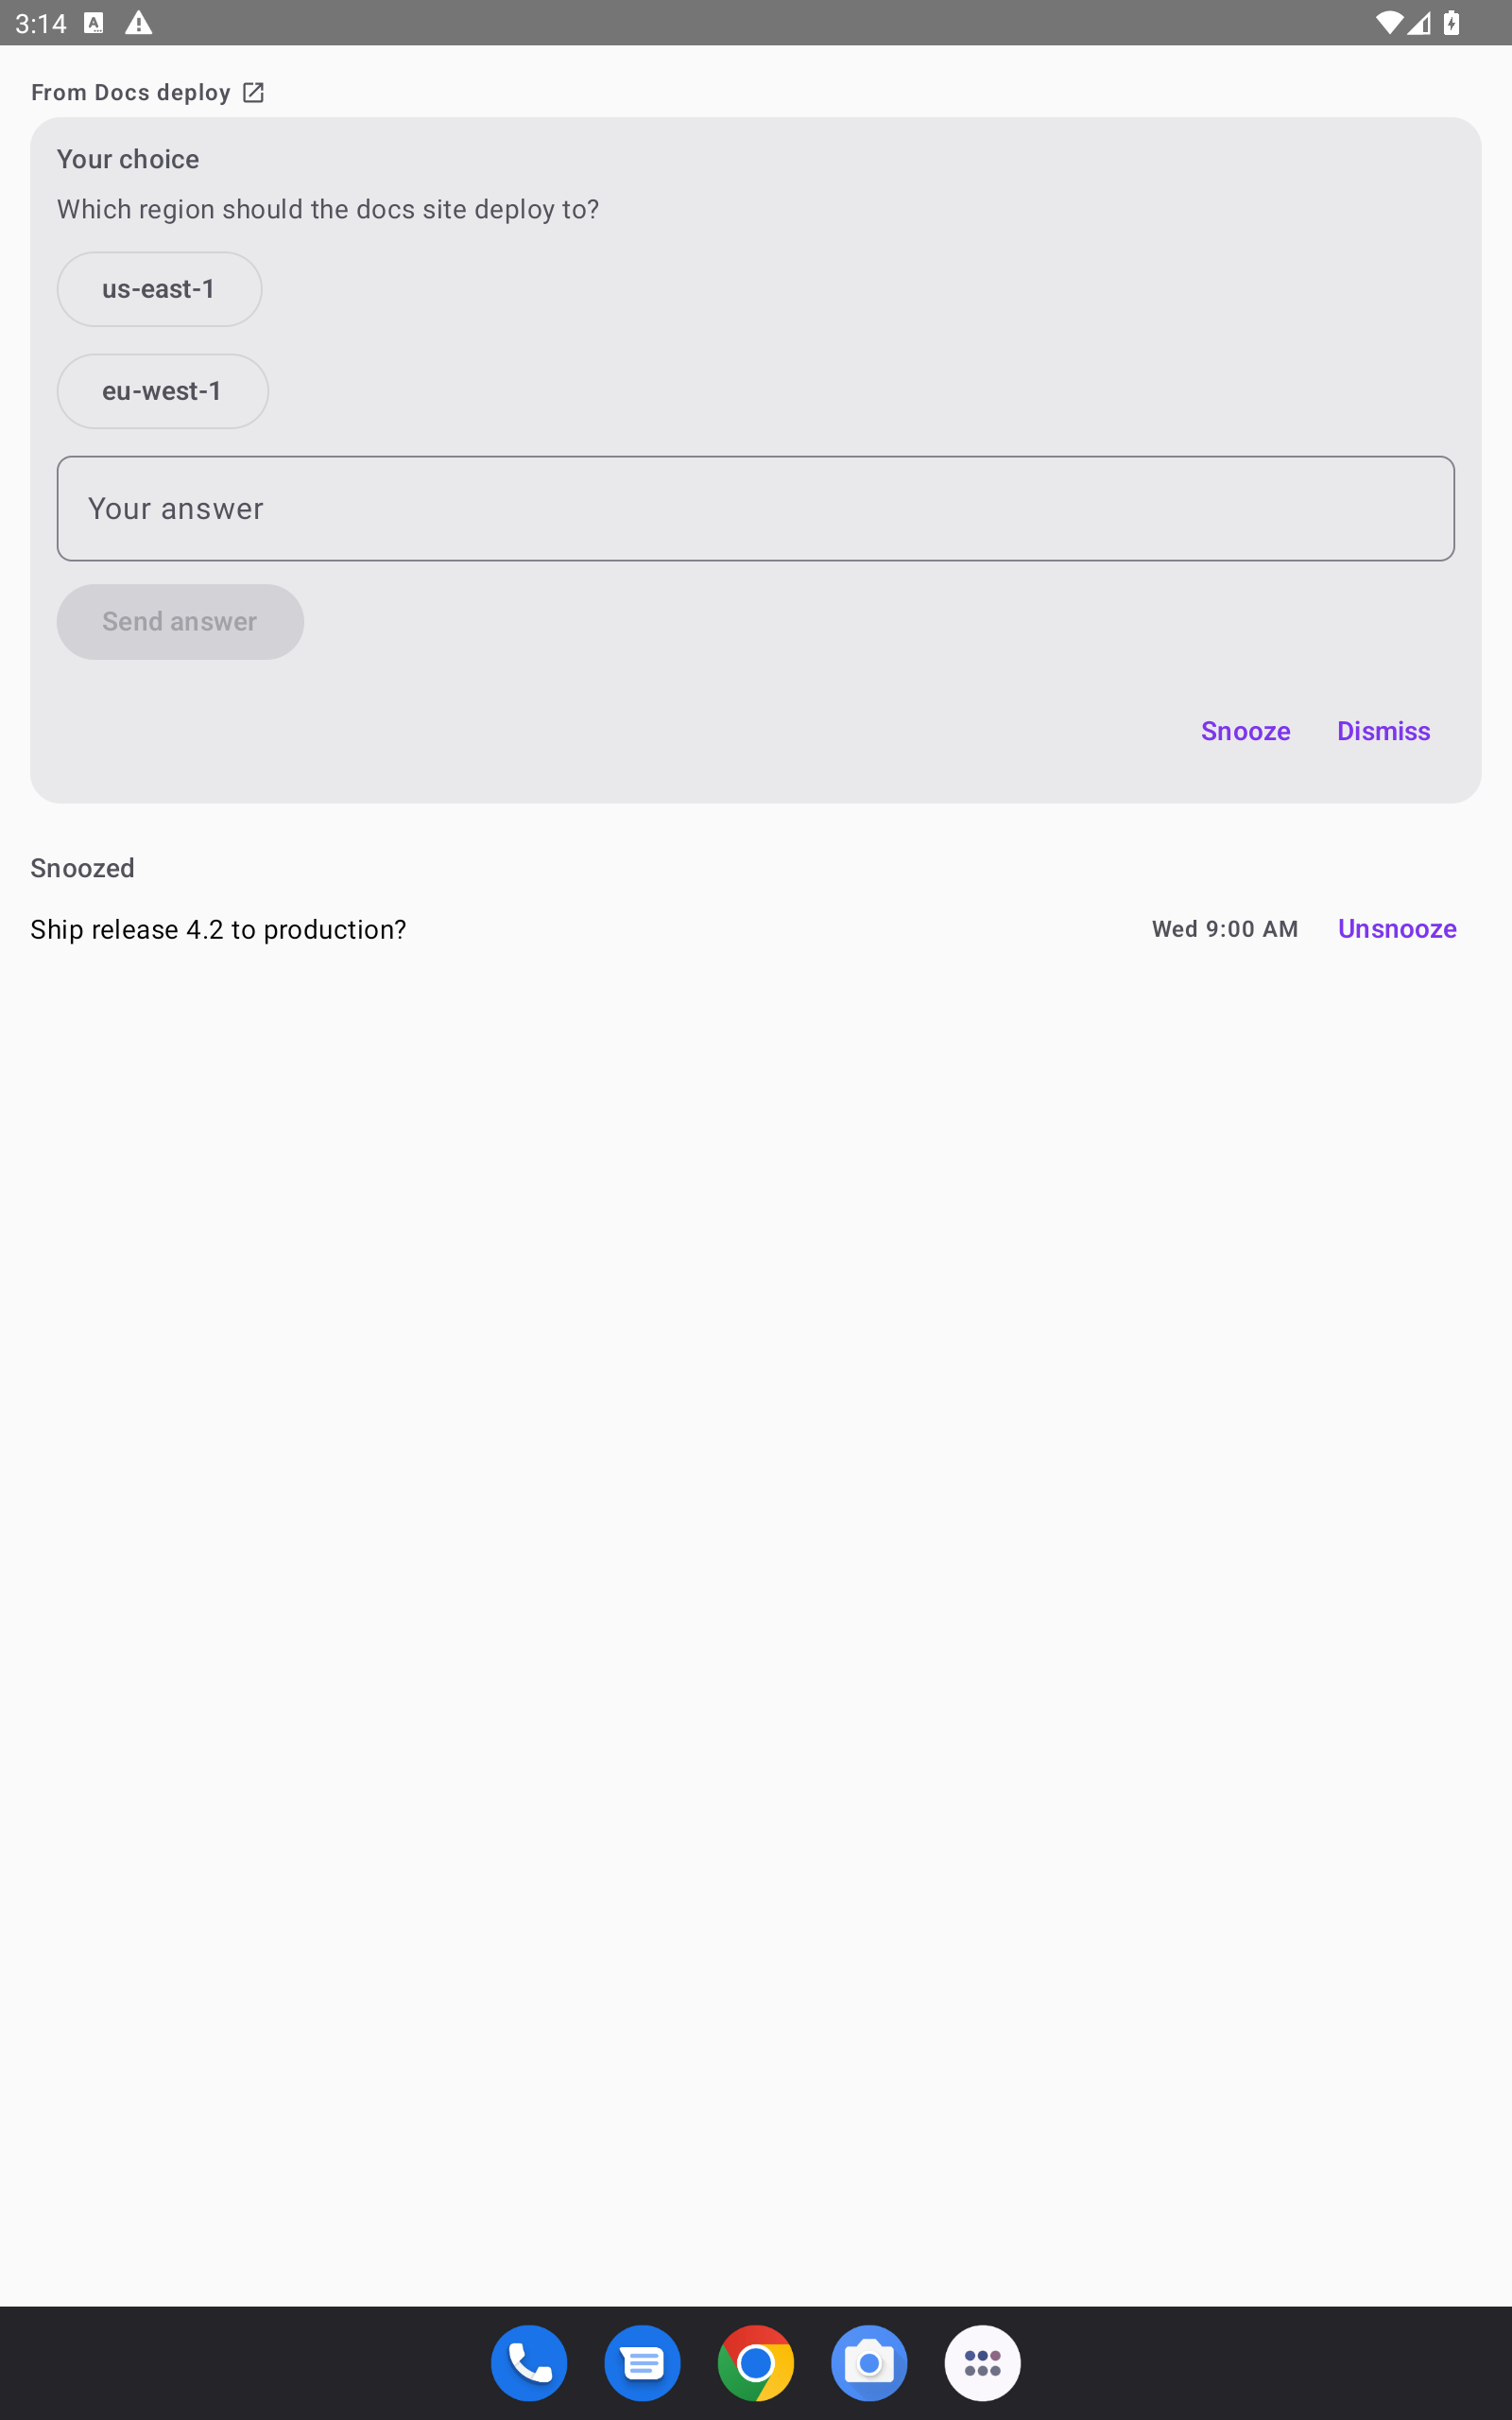 3:14
From Docs deploy
Your choice
Which region should the docs site deploy to?
us-east-1
eu-west-1
Your answer
Send answer
Snooze Dismiss
Snoozed
Ship release 4.2 to production? Wed 9:00 AM Unsnooze